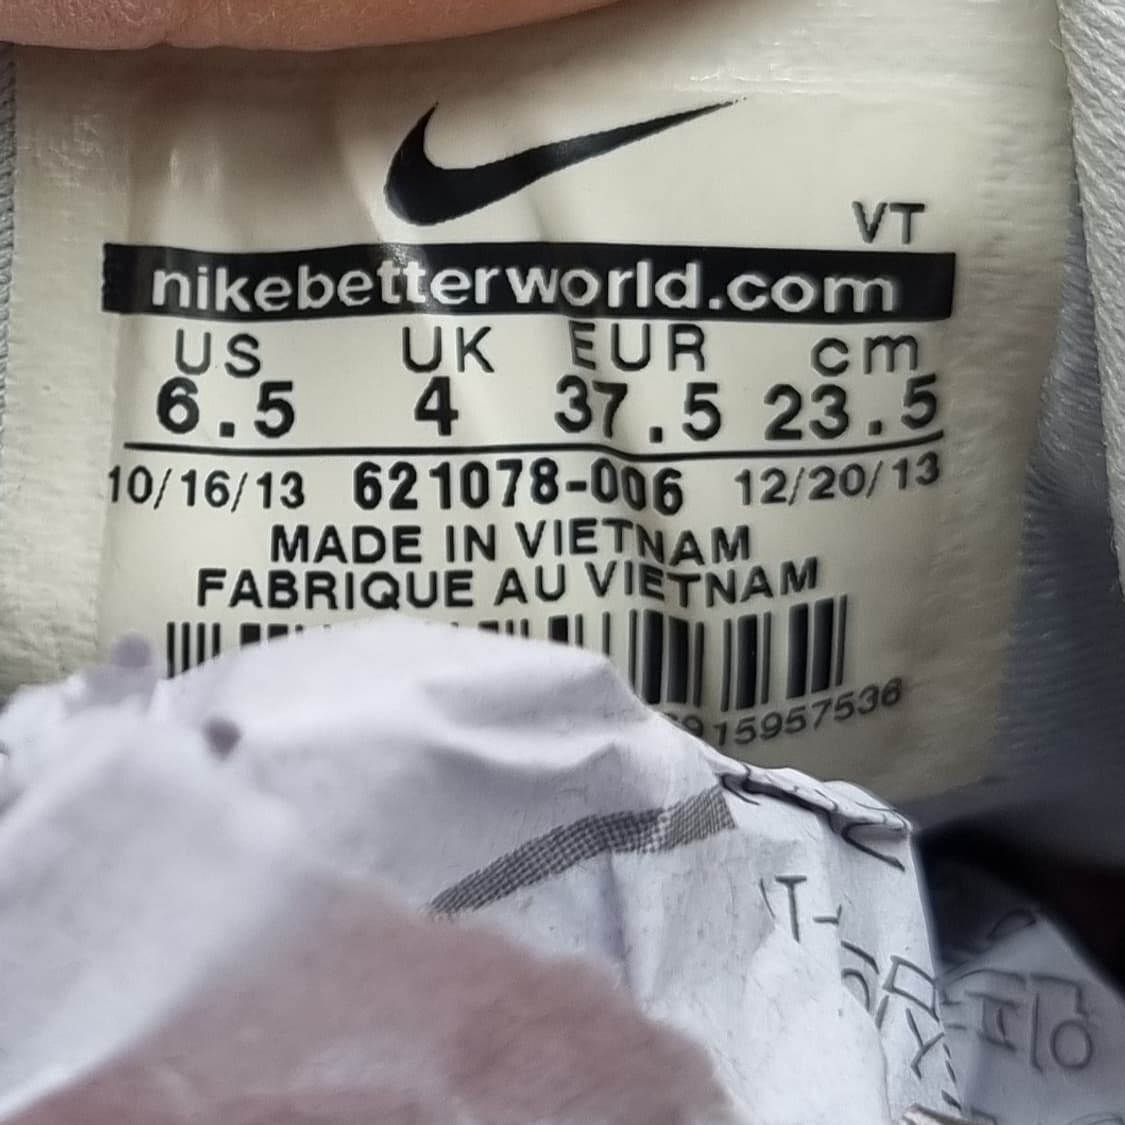 VT
nikebetterworld.com
US UK EUR cm
6.5 4 37.5 23.5
10/16/13 621078-006 12/20/13
MADE IN VIETNAM
FABRIQUE AU VIETNAM
915957536